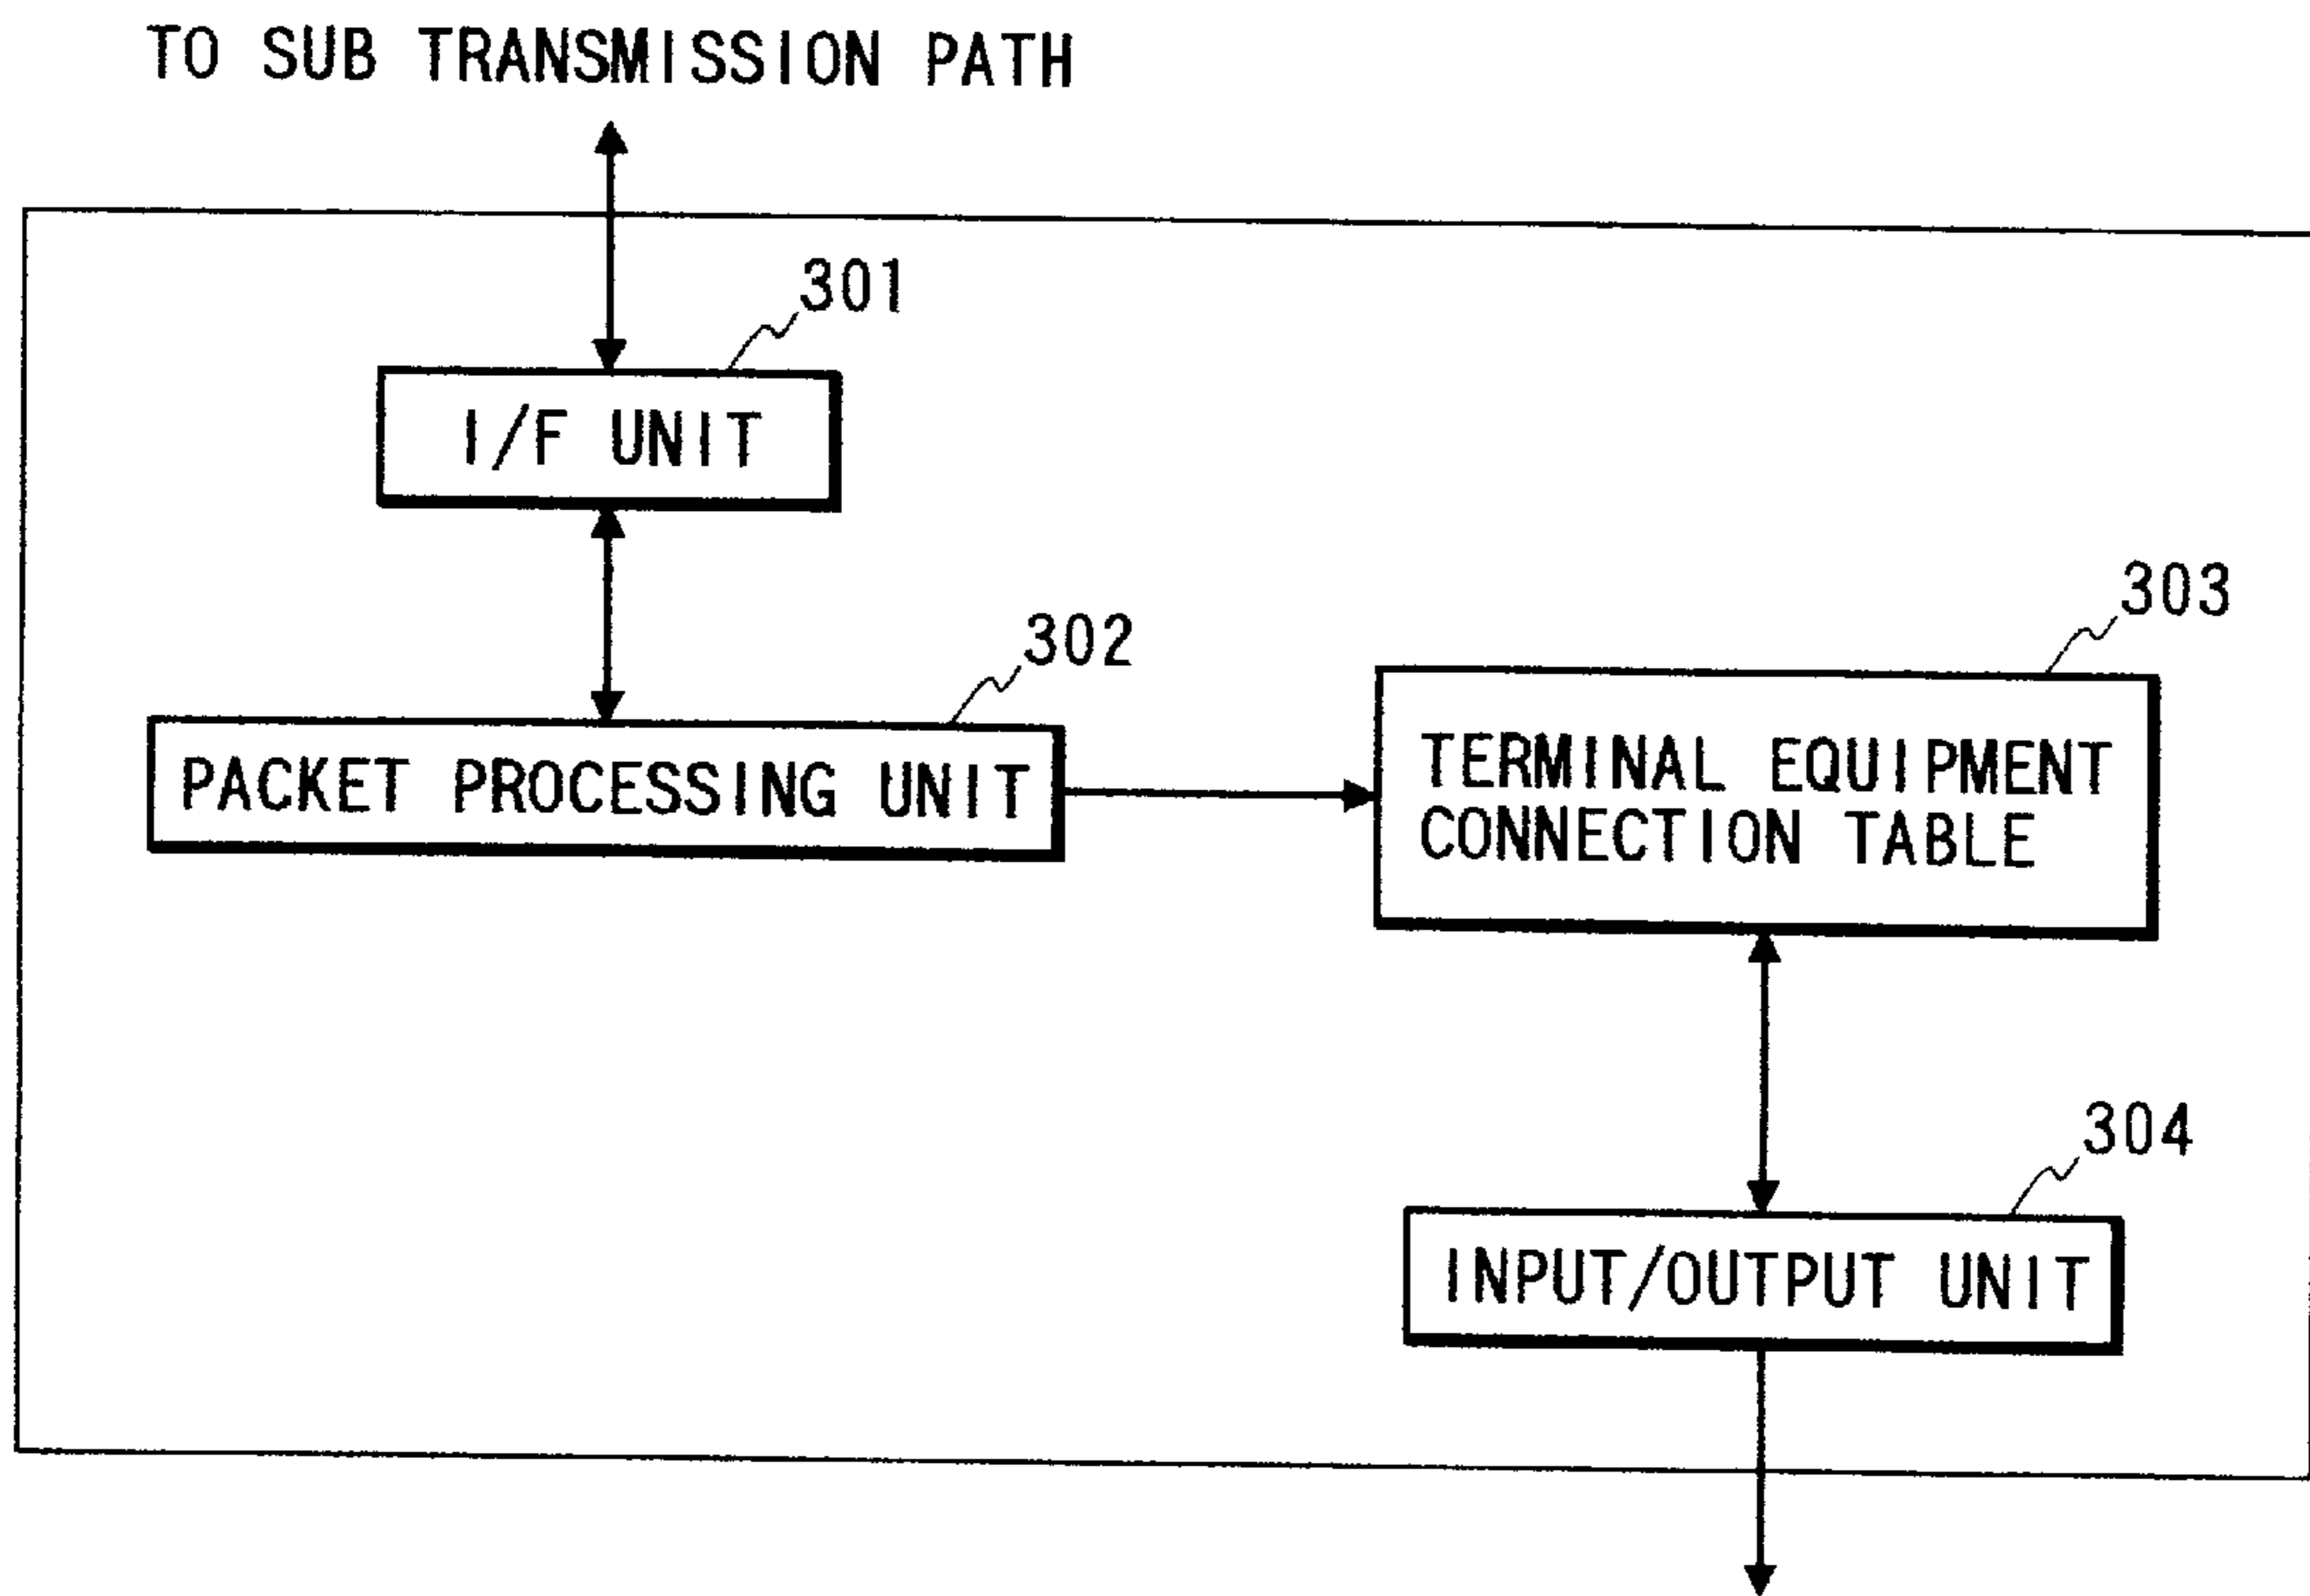 TO SUB TRANSMISSION PATH
301
I/F UNIT
302
PACKET PROCESSING UNIT
303
TERMINAL EQUIPMENT
CONNECTION TABLE
304
INPUT/OUTPUT UNIT